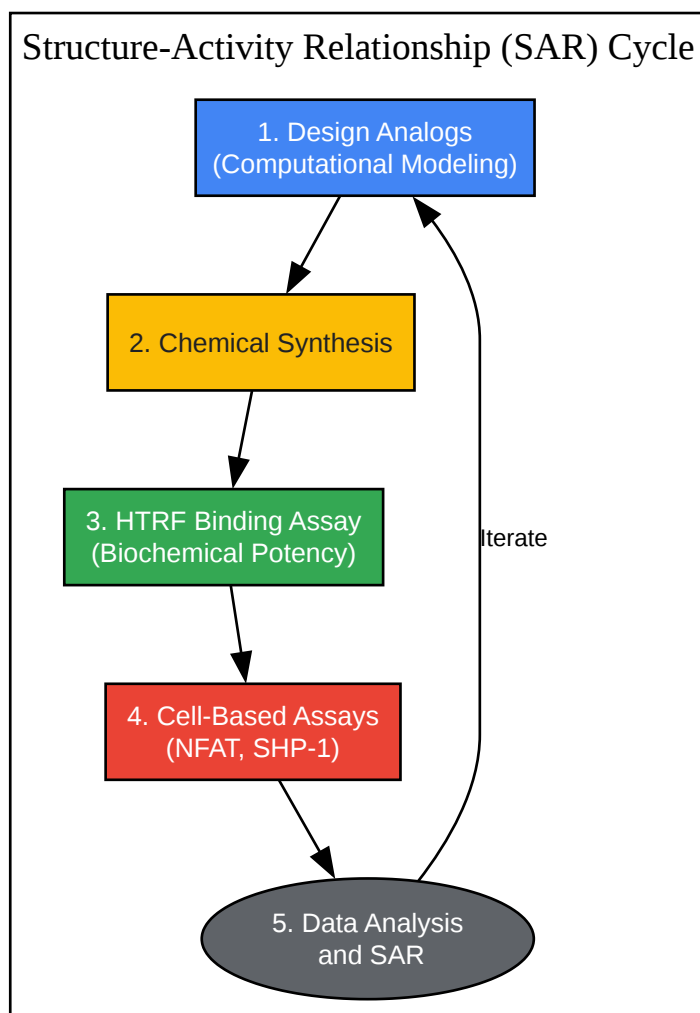 Structure-Activity Relationship (SAR) Cycle
1. Design Analogs
(Computational Modeling)
2. Chemical Synthesis
3. HTRF Binding Assay
(Biochemical Potency)
Iterate
4. Cell-Based Assays
(NFAT, SHP-1)
5. Data Analysis
and SAR